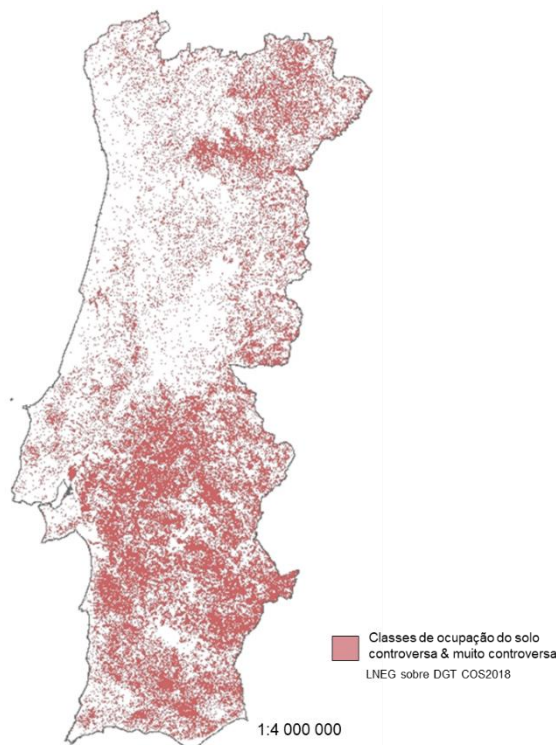 Classes de ocupação do solo
controversa & muito controversa
LNEG sobre DGT COS2018
1:4 000 000